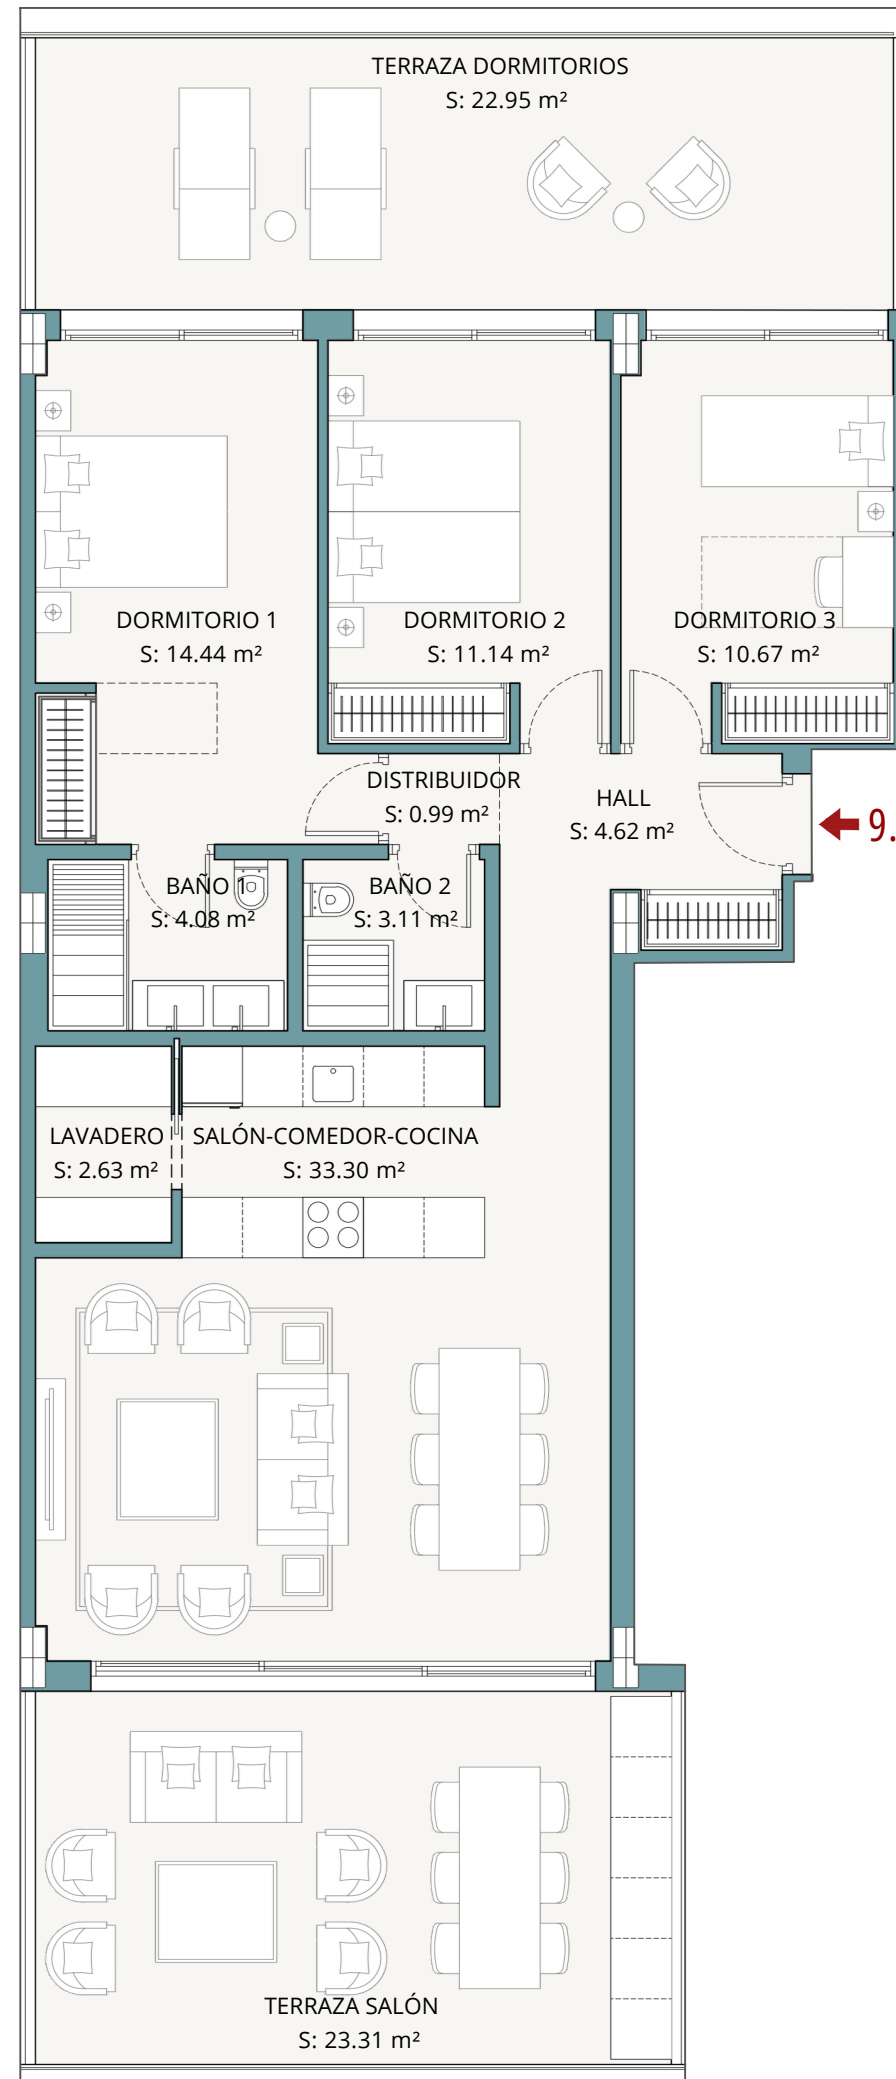 TERRAZA DORMITORIOS
S: 22.95 m²
DORMITORIO 1
S: 14.44 m²
DORMITORIO 2
S: 11.14 m²
DORMITORIO 3
S: 10.67 m²
DISTRIBUIDOR
S: 0.99 m²
HALL
S: 4.62 m²
9.
BAÑO 1
S: 4.08 m²
BAÑO 2
S: 3.11 m²
LAVADERO
S: 2.63 m²
SALÓN-COMEDOR-COCINA
S: 33.30 m²
TERRAZA SALÓN
S: 23.31 m²